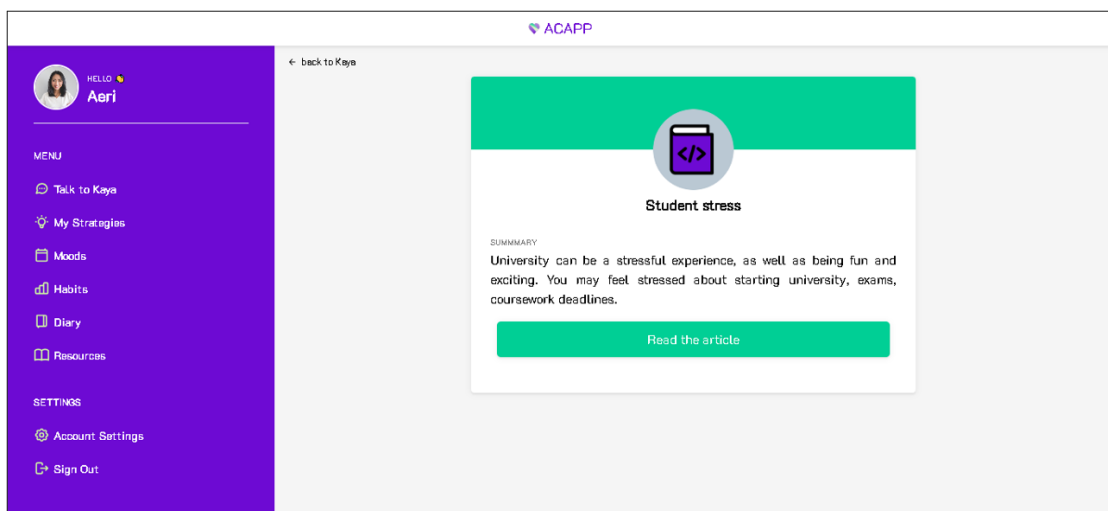 ACAPP
← back to Kaya
HELLO 👋
Aeri
MENU
Talk to Kaya
My Strategies
Moods
Habits
Diary
Resources
SETTINGS
Account Settings
Sign Out
</>
Student stress
SUMMMARY
University can be a stressful experience, as well as being fun and
exciting. You may feel stressed about starting university, exams,
coursework deadlines.
Read the article